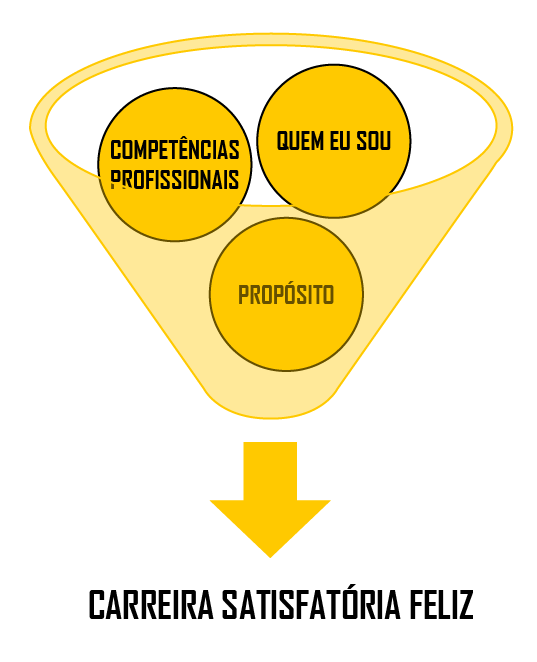 COMPETÊNCIAS
PROFISSIONAIS
QUEM EU SOU
PROPÓSITO
CARREIRA SATISFATÓRIA FELIZ